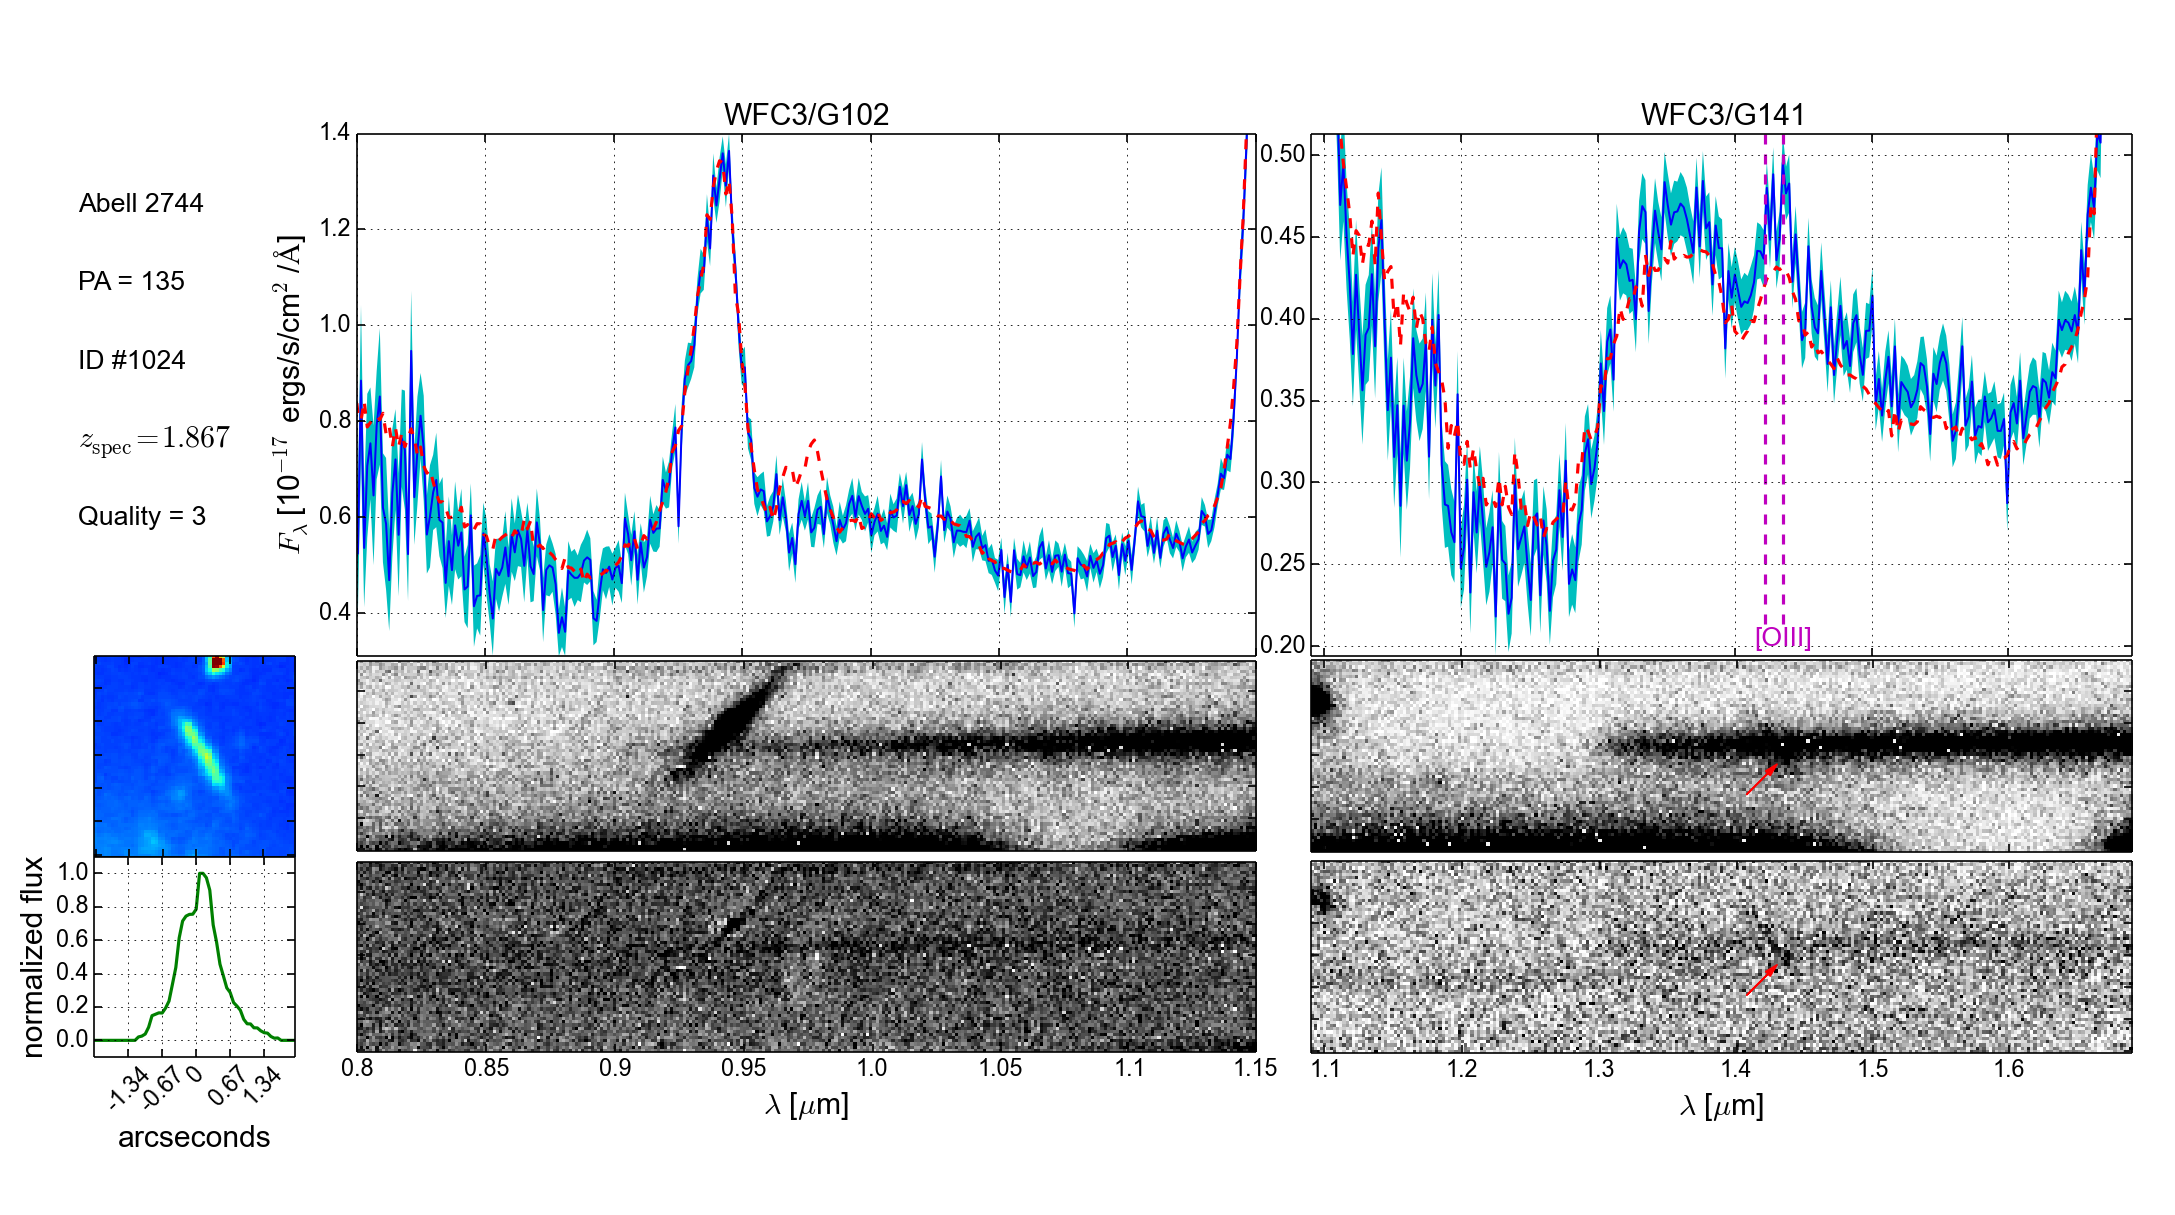 WFC3/G102
WFC3/G141
Abell 2744
PA = 135
ID #1024
z_spec = 1.867
Quality = 3
F_λ [10^−17 ergs/s/cm^2 /Å]
1.4
1.2
1.0
0.8
0.6
0.4
0.50
0.45
0.40
0.35
0.30
0.25
0.20
[OIII]
normalized flux
1.0
0.8
0.6
0.4
0.2
0.0
-1.34 -0.67 0 0.67 1.34
arcseconds
0.8 0.85 0.9 0.95 1.0 1.05 1.1 1.15
λ [μm]
1.1 1.2 1.3 1.4 1.5 1.6
λ [μm]